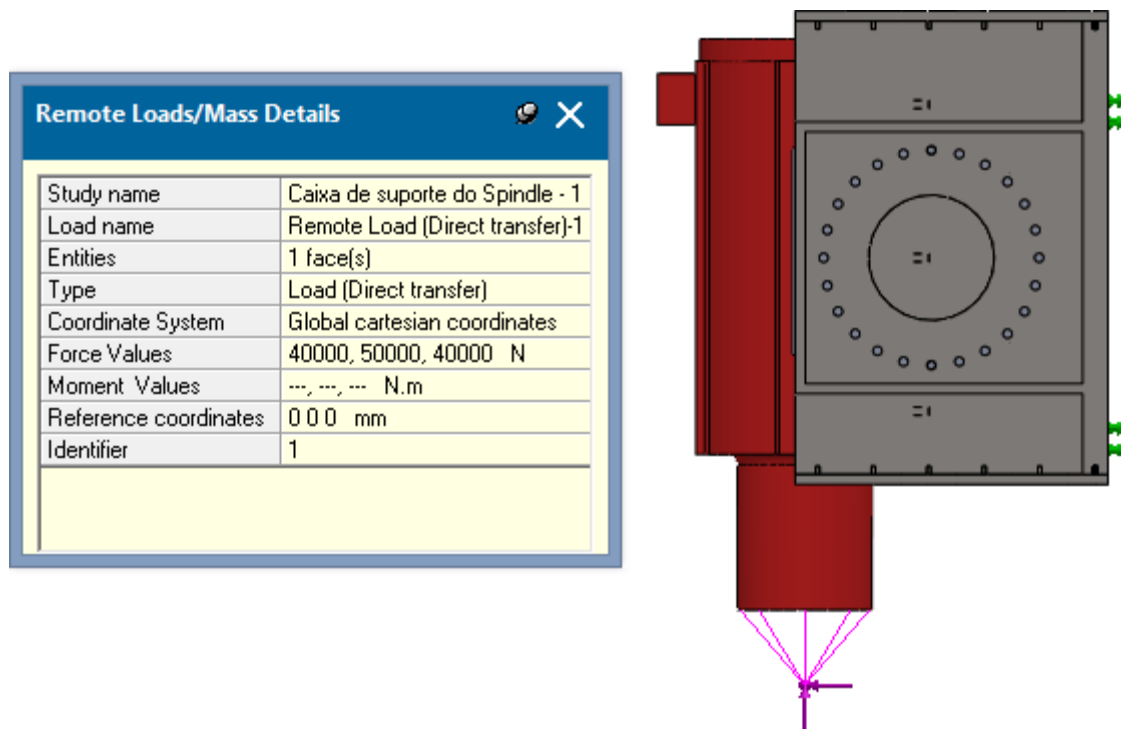 Remote Loads/Mass Details
Study name Caixa de suporte do Spindle - 1
Load name Remote Load (Direct transfer)-1
Entities 1 face(s)
Type Load (Direct transfer)
Coordinate System Global cartesian coordinates
Force Values 40000, 50000, 40000 N
Moment Values ---, ---, --- N.m
Reference coordinates 0 0 0 mm
Identifier 1